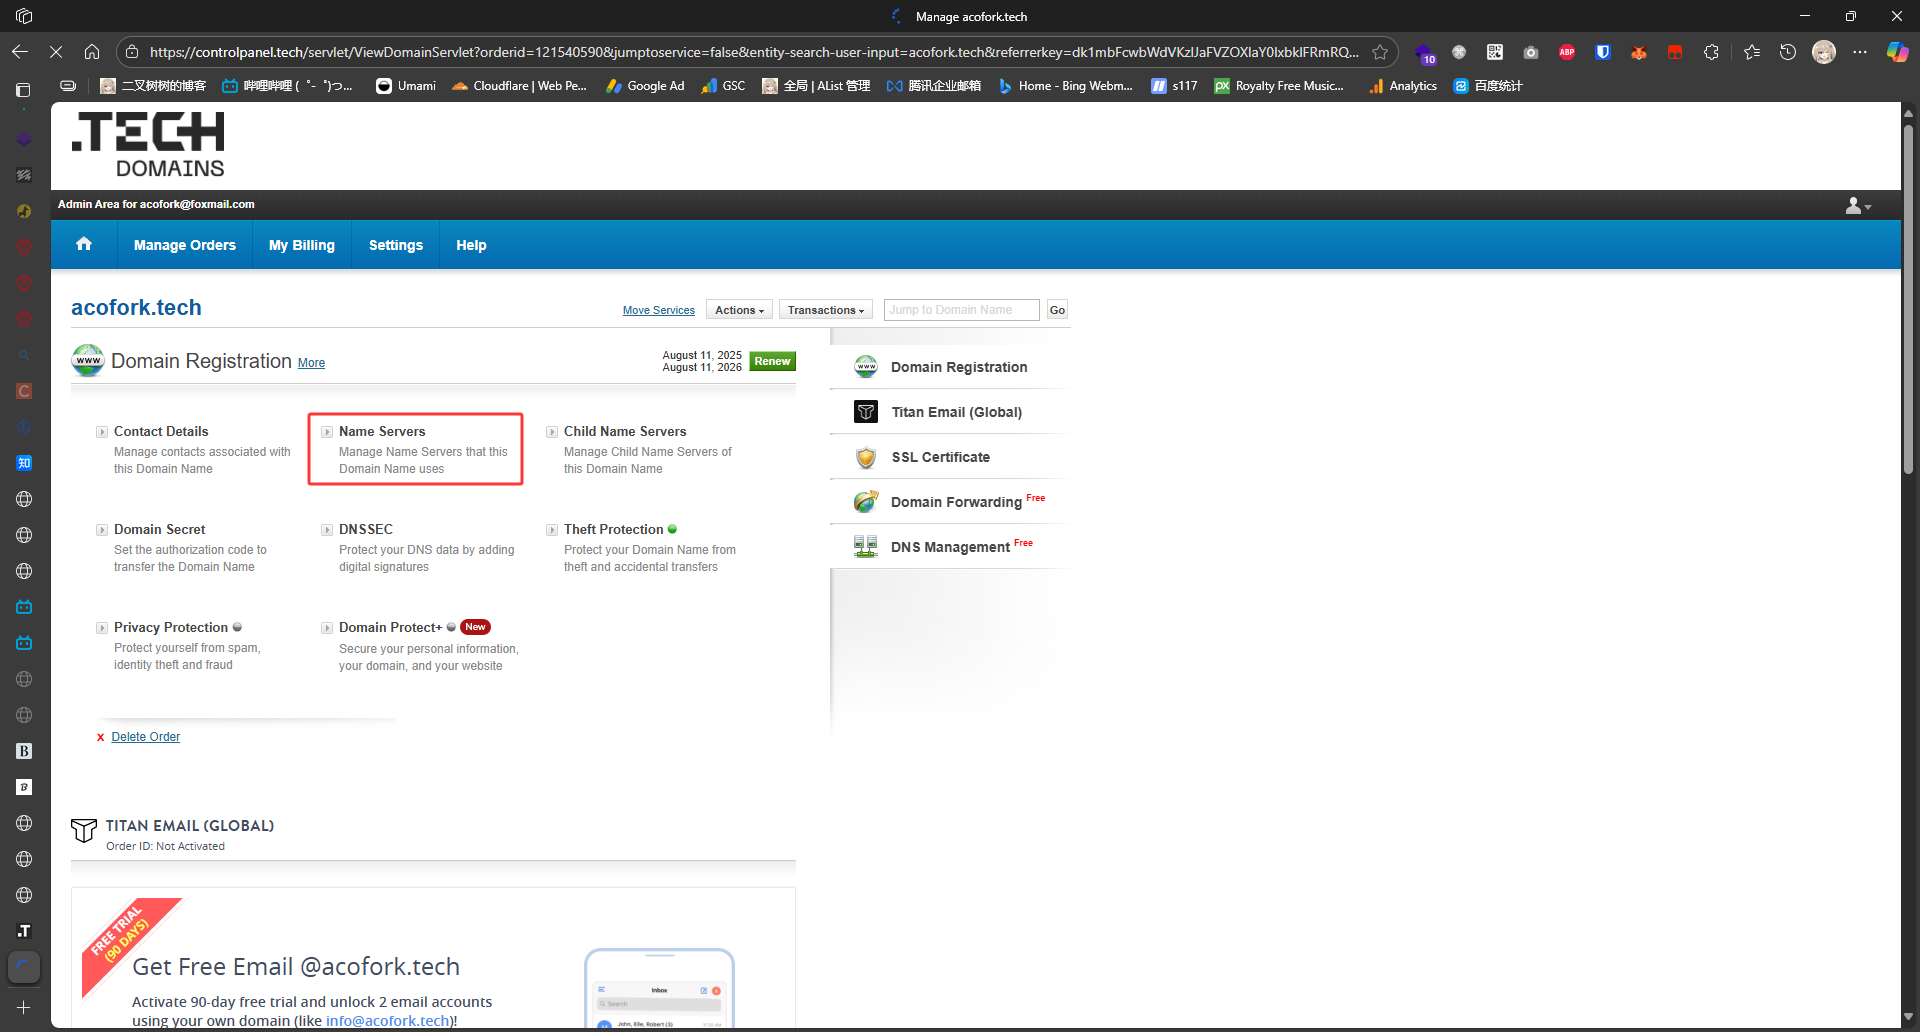 Manage acofork.tech
https://controlpanel.tech/servlet/ViewDomainServlet?orderid=121540590&jumptoservice=false&entity-search-user-input=acofork.tech&referrerkey=dk1mbFcwbWdVKzlJaFVZOXlaY0lxbklFRmRQ...
10
ABP
二叉树树的博客
哔哩哔哩 (゜-゜)つ...
Umami
Cloudflare | Web Pe...
Google Ad
GSC
全局 | AList 管理
腾讯企业邮箱
Home - Bing Webm...
s117
Royalty Free Music...
Analytics
百度统计
.TECH
DOMAINS
Admin Area for acofork@foxmail.com
Manage Orders
My Billing
Settings
Help
acofork.tech
Move Services
Actions
Transactions
Jump to Domain Name
Go
WWW
Domain Registration More
August 11, 2025
August 11, 2026
Renew
Contact Details
Manage contacts associated with
this Domain Name
Name Servers
Manage Name Servers that this
Domain Name uses
Child Name Servers
Manage Child Name Servers of
this Domain Name
Domain Secret
Set the authorization code to
transfer the Domain Name
DNSSEC
Protect your DNS data by adding
digital signatures
Theft Protection
Protect your Domain Name from
theft and accidental transfers
Privacy Protection
Protect yourself from spam,
identity theft and fraud
Domain Protect+ New
Secure your personal information,
your domain, and your website
x Delete Order
Domain Registration
Titan Email (Global)
SSL Certificate
Domain Forwarding Free
DNS Management Free
TITAN EMAIL (GLOBAL)
Order ID: Not Activated
FREE TRIAL
(90 DAYS)
Get Free Email @acofork.tech
Activate 90-day free trial and unlock 2 email accounts
using your own domain (like info@acofork.tech)!
Inbox
Search
John, Elle, Robert (3)
知